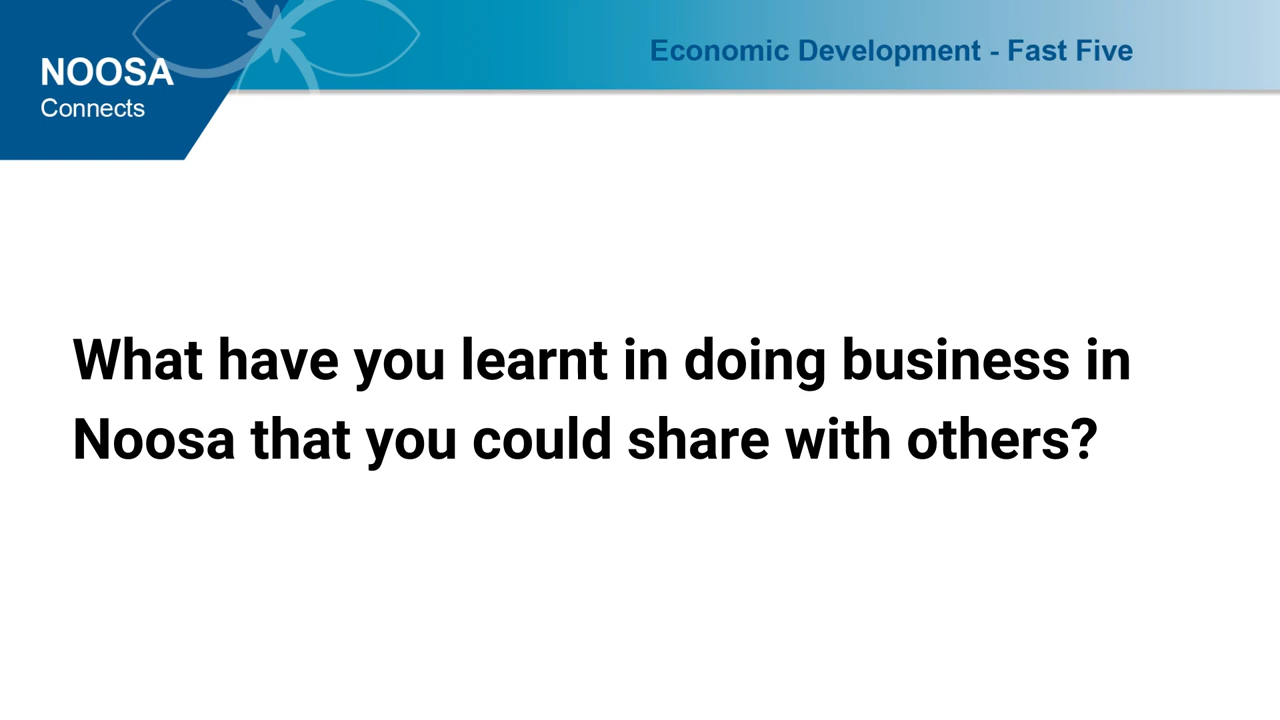 Economic Development - Fast Five
NOOSA
Connects
What have you learnt in doing business in
Noosa that you could share with others?